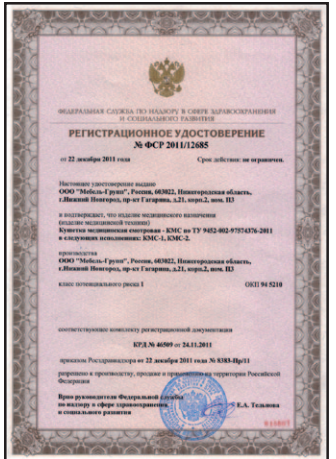 ФЕДЕРАЛЬНАЯ СЛУЖБА ПО НАДЗОРУ В СФЕРЕ ЗДРАВООХРАНЕНИЯ
И СОЦИАЛЬНОГО РАЗВИТИЯ
РЕГИСТРАЦИОННОЕ УДОСТОВЕРЕНИЕ
№ ФСР 2011/12685
от 22 декабря 2011 года Срок действия: не ограничен.
Настоящее удостоверение выдано
ООО "Мебель-Групп", Россия, 603022, Нижегородская область,
г.Нижний Новгород, пр-кт Гагарина, д.21, корп.2, пом. П3
и подтверждает, что изделие медицинского назначения
(изделие медицинской техники)
Кушетка медицинская смотровая - КМС по ТУ 9452-002-97574376-2011
в следующих исполнениях: КМС-1, КМС-2.
производства
ООО "Мебель-Групп", Россия, 603022, Нижегородская область,
г.Нижний Новгород, пр-кт Гагарина, д.21, корп.2, пом. П3
класс потенциального риска 1 ОКП 94 5210
соответствующее комплекту регистрационной документации
КРД № 46509 от 24.11.2011
приказом Росздравнадзора от 22 декабря 2011 года № 8383-Пр/11
разрешено к производству, продаже и применению на территории Российской
Федерации
Врио руководителя Федеральной службы
по надзору в сфере здравоохранения
и социального развития Е.А. Тельнова